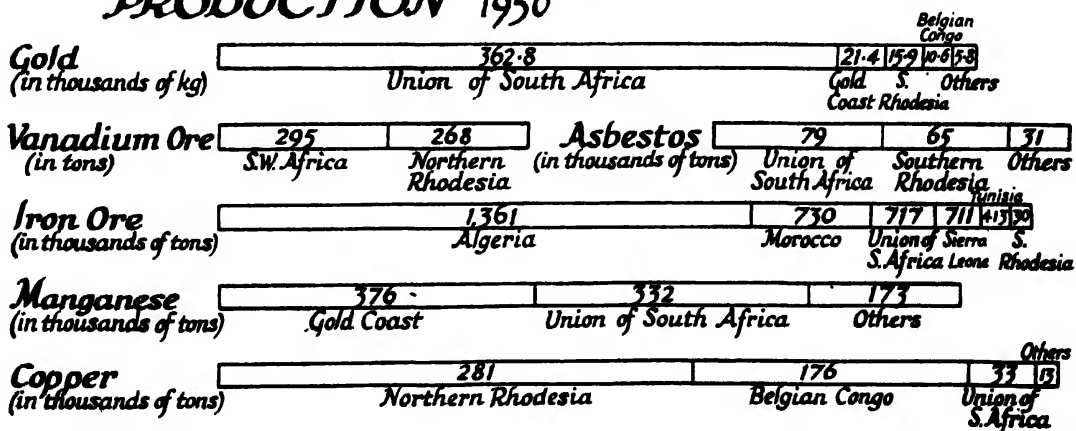 PRODUCTION 1950
Belgian
Congo
Gold 362·8 21·4 15·9 10·6 5·8
(in thousands of kg) Union of South Africa Gold S. Others
Coast Rhodesia
Vanadium Ore 295 268 Asbestos 79 65 31
(in tons) S.W. Africa Northern (in thousands of tons) Union of Southern Others
Rhodesia South Africa Rhodesia
Tunisia
Iron Ore 1,361 730 717 711 413 30
(in thousands of tons) Algeria Morocco Union of Sierra S.
S. Africa Leone Rhodesia
Manganese 376 332 173
(in thousands of tons) Gold Coast Union of South Africa Others
Others
Copper 281 176 33 13
(in thousands of tons) Northern Rhodesia Belgian Congo Union of
S. Africa